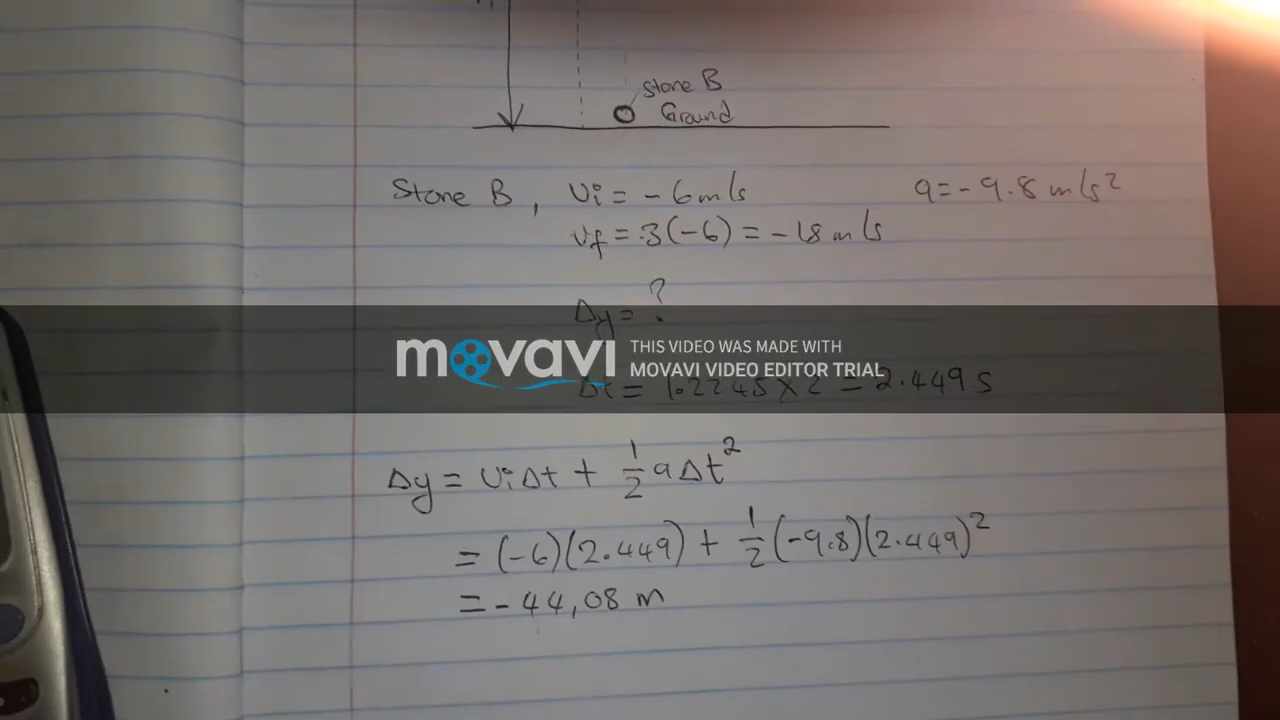 Stone B
Ground
Stone B, Vi = -6m/s a = -9.8 m/s²
Vf = 3(-6) = -18 m/s
Δy = ?
movavi THIS VIDEO WAS MADE WITH
MOVAVI VIDEO EDITOR TRIAL
Δt = 1.2245 x 2 = 2.449 s
Δy = ViΔt + 1/2 aΔt²
= (-6)(2.449) + 1/2 (-9.8)(2.449)²
= - 44,08 m